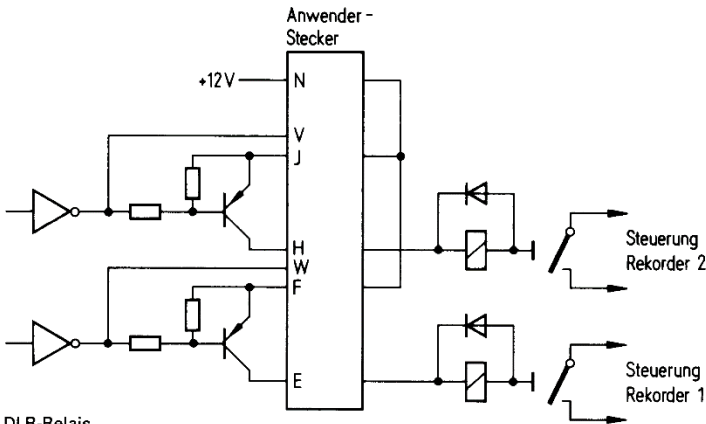 Anwender-
Stecker
+12V
N
V
J
H
W
F
E
Steuerung
Rekorder 2
Steuerung
Rekorder 1